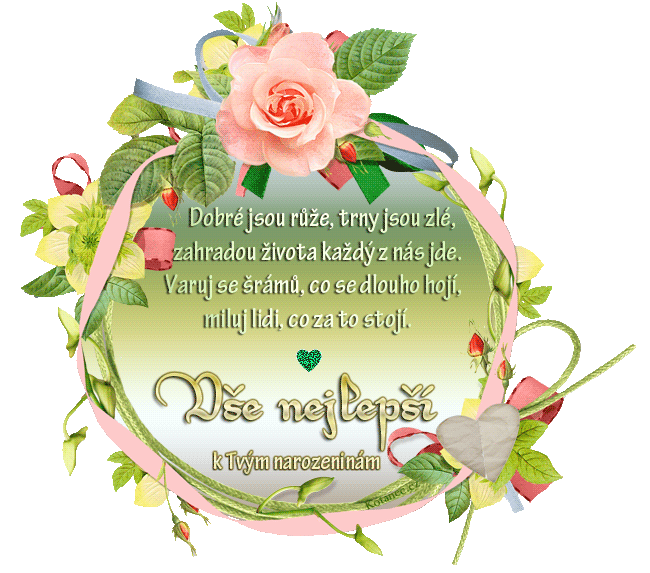 Dobré jsou růže, trny jsou zlé,
zahradou života každý z nás jde.
Varuj se šrámů, co se dlouho hojí,
miluj lidi, co za to stojí.
Vše nejlepší
k Tvým narozeninám